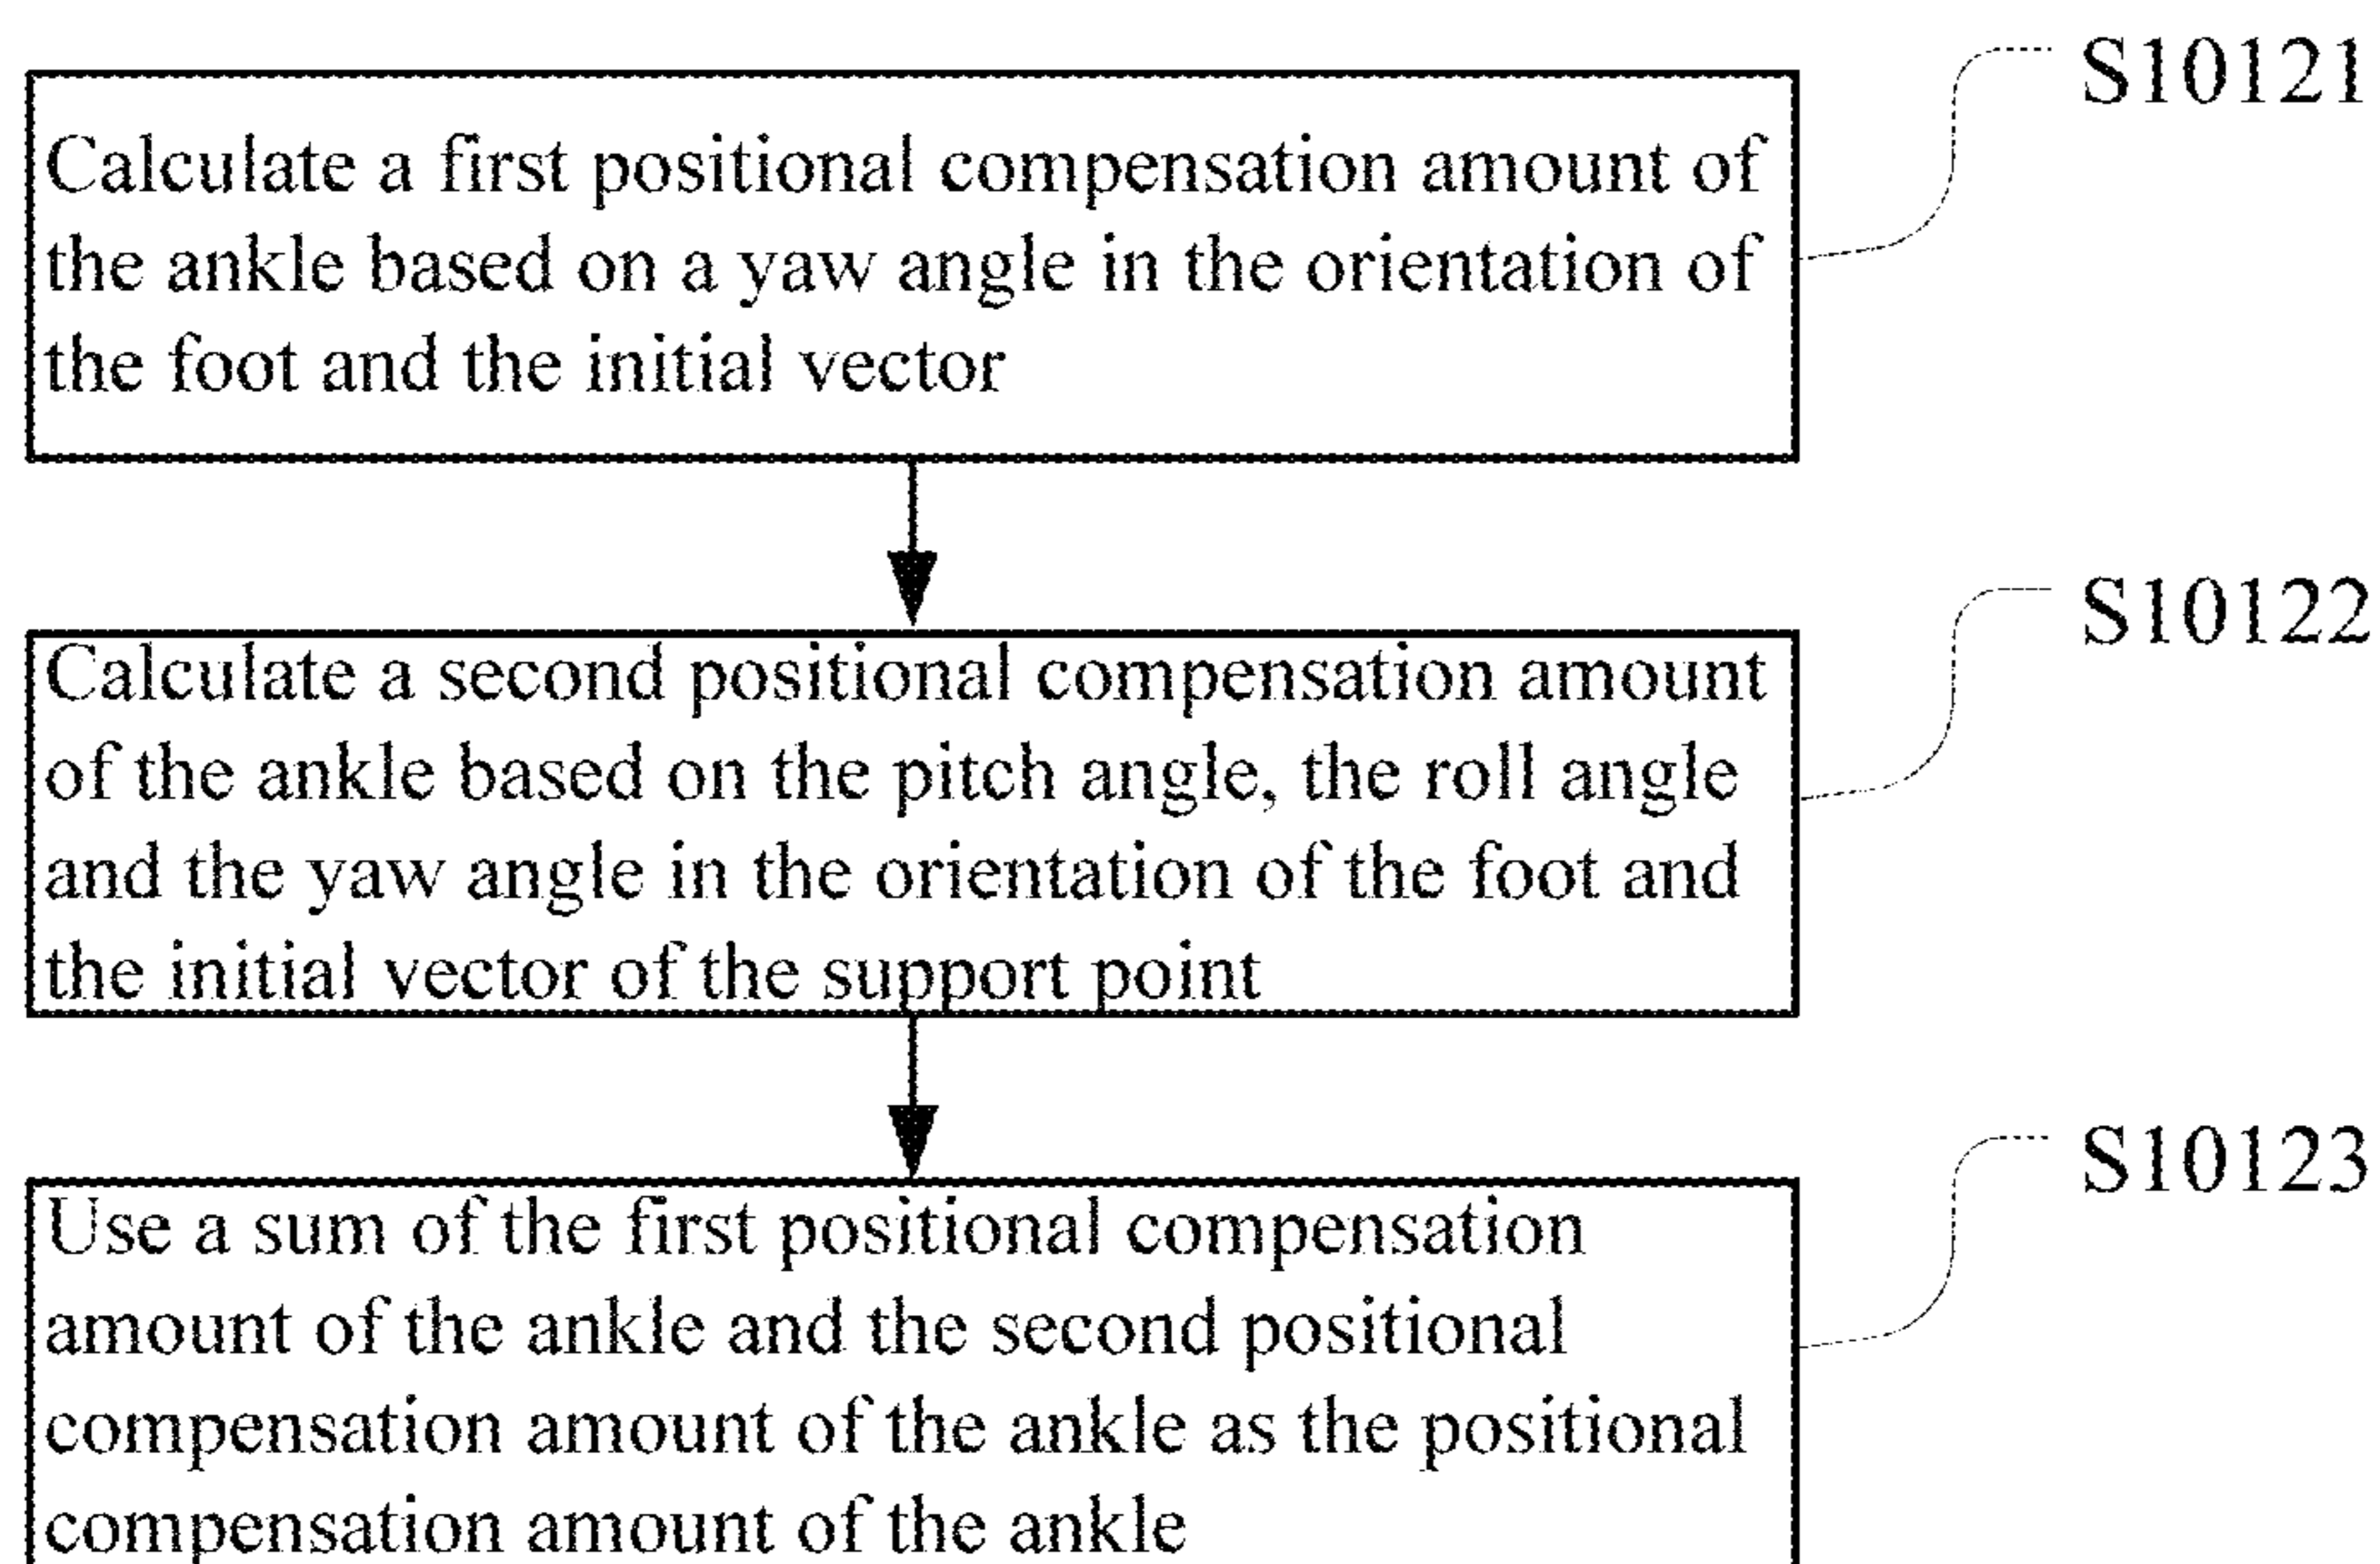 S10121
Calculate a first positional compensation amount of
the ankle based on a yaw angle in the orientation of
the foot and the initial vector
S10122
Calculate a second positional compensation amount
of the ankle based on the pitch angle, the roll angle
and the yaw angle in the orientation of the foot and
the initial vector of the support point
S10123
Use a sum of the first positional compensation
amount of the ankle and the second positional
compensation amount of the ankle as the positional
compensation amount of the ankle